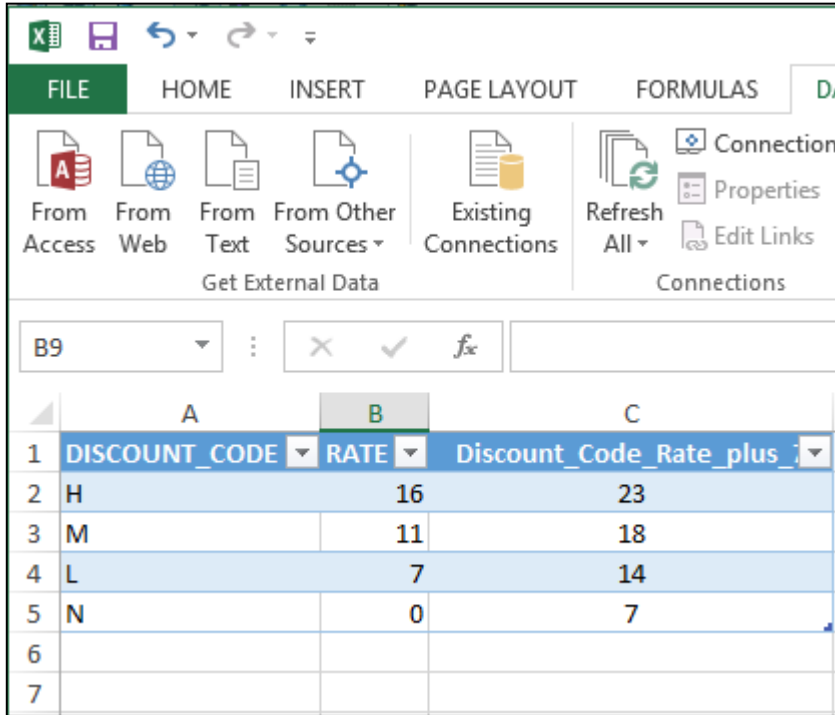 FILE HOME INSERT PAGE LAYOUT FORMULAS DA
From Access
From Web
From Text
From Other Sources
Existing Connections
Refresh All
Connection
Properties
Edit Links
Get External Data
Connections
B9 fx
A B C
1 DISCOUNT_CODE RATE Discount_Code_Rate_plus_7
2 H 16 23
3 M 11 18
4 L 7 14
5 N 0 7
6
7